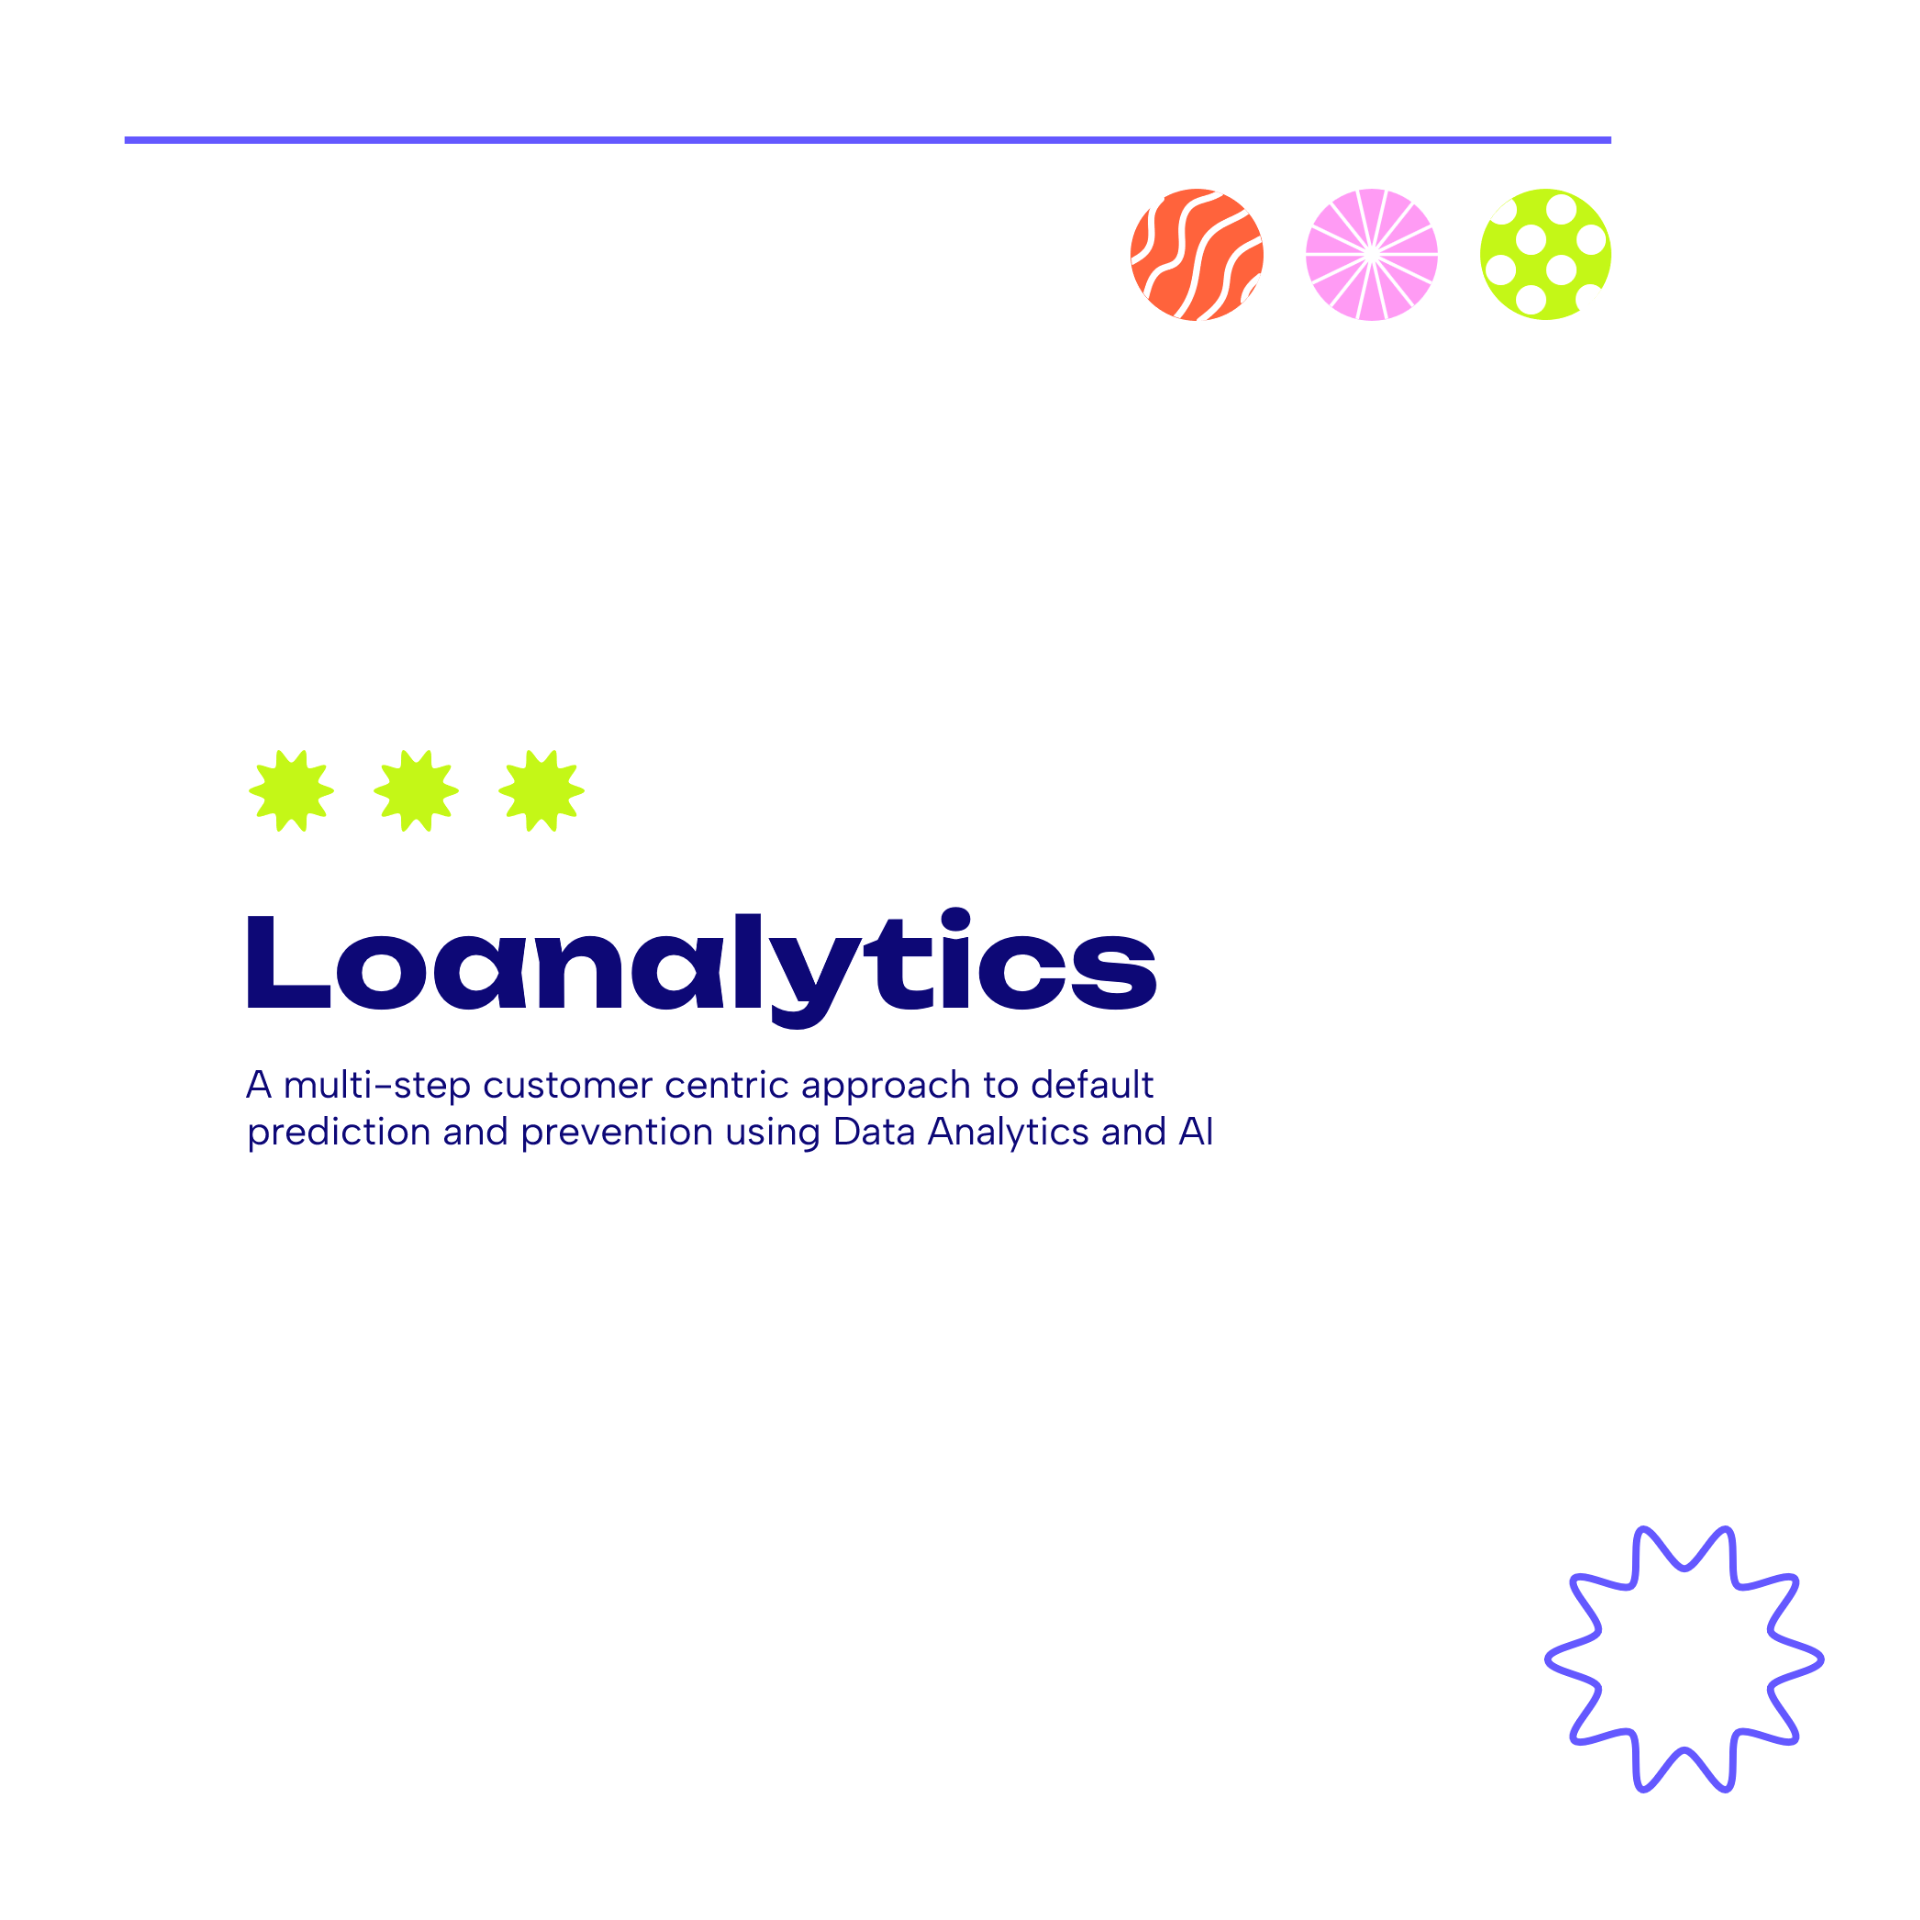 Loanalytics
A multi-step customer centric approach to default
prediction and prevention using Data Analytics and AI